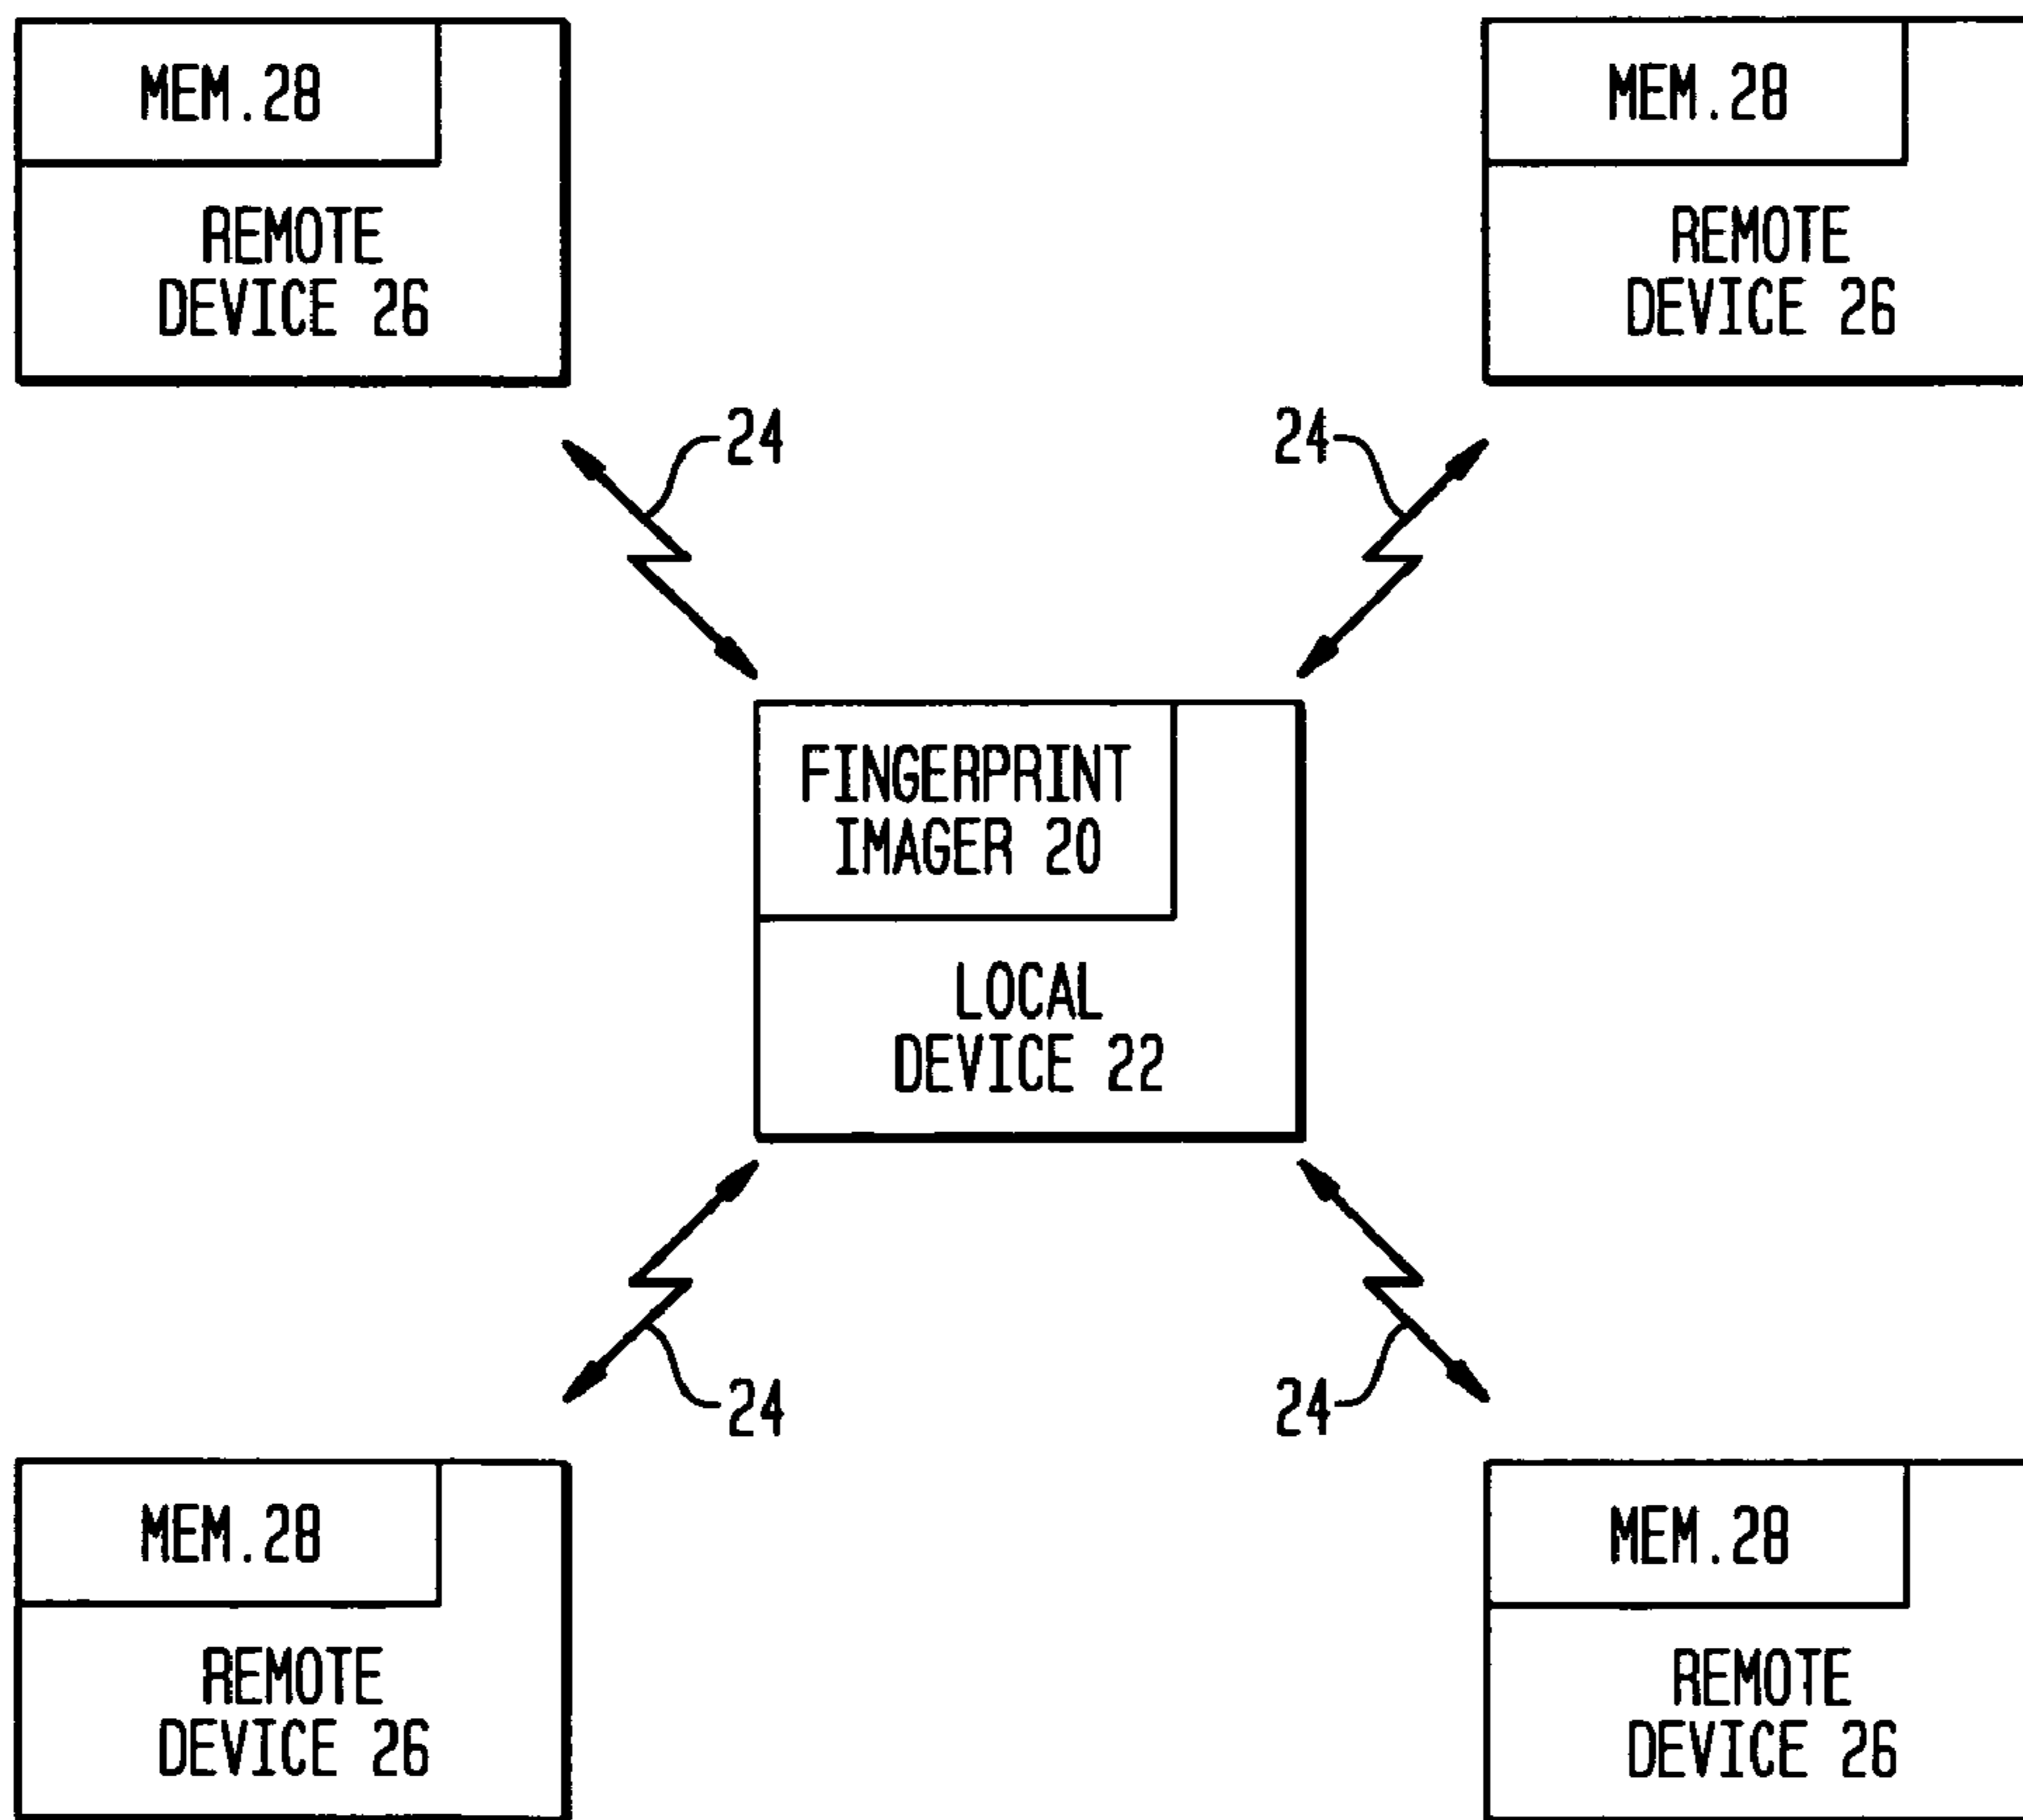 MEM.28
REMOTE
DEVICE 26
MEM.28
REMOTE
DEVICE 26
24
24
FINGERPRINT
IMAGER 20
LOCAL
DEVICE 22
24
24
MEM.28
REMOTE
DEVICE 26
MEM.28
REMOTE
DEVICE 26